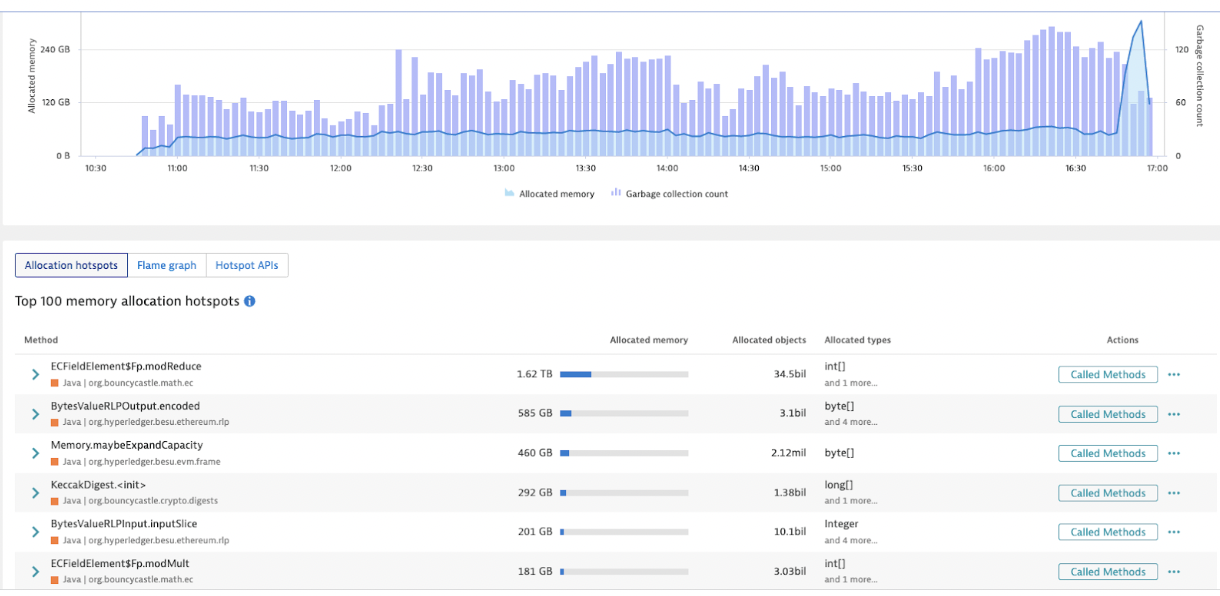 240 GB
120 GB
0 B
Allocated memory
120
60
0
Garbage collection count
10:30 11:00 11:30 12:00 12:30 13:00 13:30 14:00 14:30 15:00 15:30 16:00 16:30 17:00
Allocated memory Garbage collection count
Allocation hotspots Flame graph Hotspot APIs
Top 100 memory allocation hotspots
Method Allocated memory Allocated objects Allocated types Actions
ECFieldElement$Fp.modReduce
Java | org.bouncycastle.math.ec
1.62 TB 34.5bil int[]
and 1 more...
Called Methods ...
BytesValueRLPOutput.encoded
Java | org.hyperledger.besu.ethereum.rlp
585 GB 3.1bil byte[]
and 4 more...
Called Methods ...
Memory.maybeExpandCapacity
Java | org.hyperledger.besu.evm.frame
460 GB 2.12mil byte[]
Called Methods ...
KeccakDigest.<init>
Java | org.bouncycastle.crypto.digests
292 GB 1.38bil long[]
and 1 more...
Called Methods ...
BytesValueRLPInput.inputSlice
Java | org.hyperledger.besu.ethereum.rlp
201 GB 10.1bil Integer
and 4 more...
Called Methods ...
ECFieldElement$Fp.modMult
Java | org.bouncycastle.math.ec
181 GB 3.03bil int[]
and 1 more...
Called Methods ...